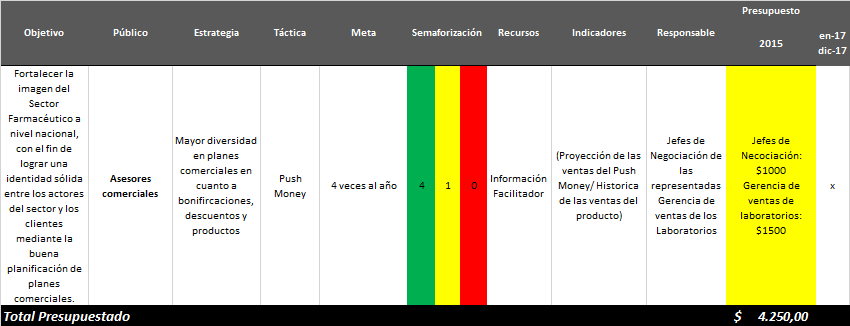 Objetivo
Público
Estrategia
Táctica
Meta
Semaforización
Recursos
Indicadores
Responsable
Presupuesto
2015
en-17
dic-17
Fortalecer la
imagen del
Sector
Farmacéutico a
nivel nacional,
con el fin de
lograr una
identidad sólida
entre los actores
del sector y los
clientes
mediante la
buena
planificación de
planes
comerciales.
Asesores
comerciales
Mayor diversidad
en planes
comerciales en
cuanto a
bonifircaciones,
descuentos y
productos
Push
Money
4 veces al año
4
1
0
Información
Facilitador
(Proyección de las
ventas del Push
Money/ Historica
de las ventas del
producto)
Jefes de
Negociación de
las
representadas
Gerencia de
ventas de los
Laboratorios
Jefes de
Necociación:
$1000
Gerencia de
ventas de
laboratorios:
$1500
x
Total Presupuestado $ 4.250,00